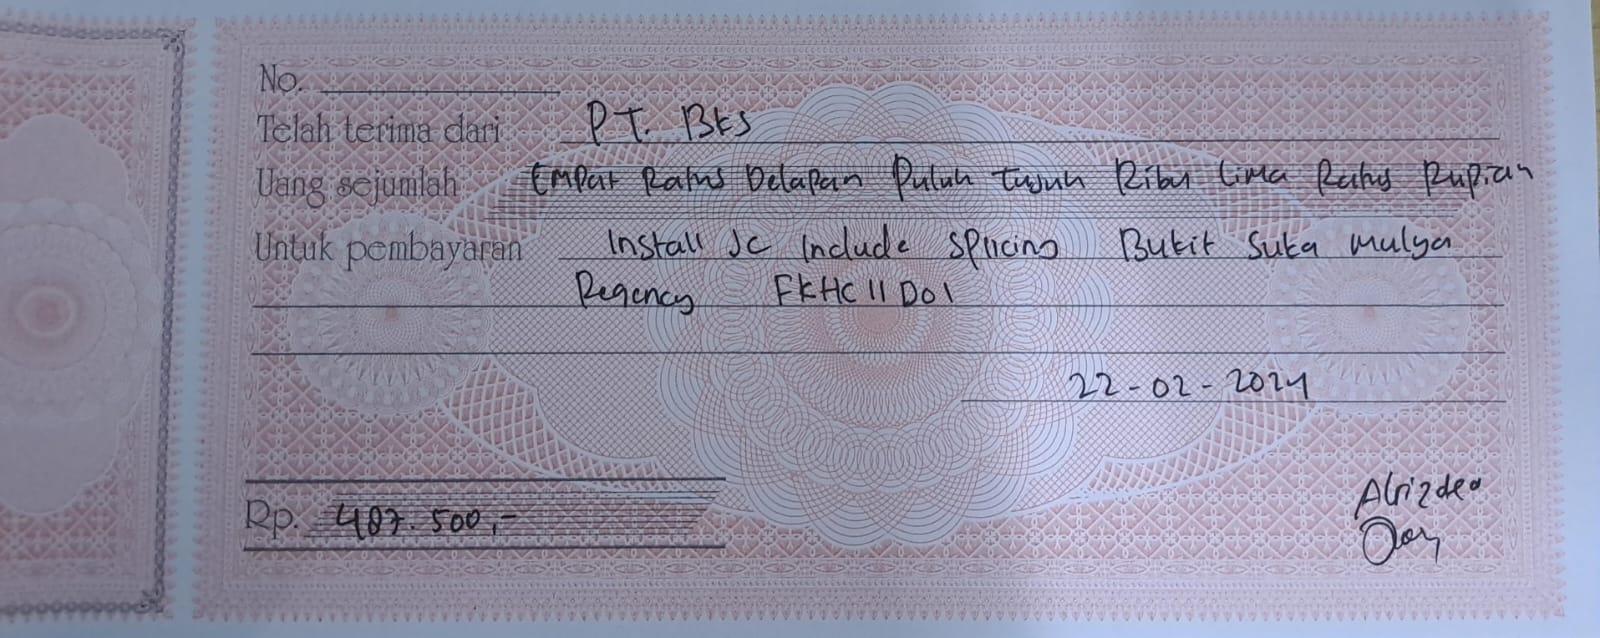 No.
Telah terima dari PT. BKS
Uang sejumlah Empat Ratus Delapan Puluh Tujuh Ribu Lima Ratus Rupiah
Untuk pembayaran Install JC Include Splicing Bukit Suka Mulya
Regency FKHC11D01
22-02-2024
Rp. 487.500,-
Alrizdea